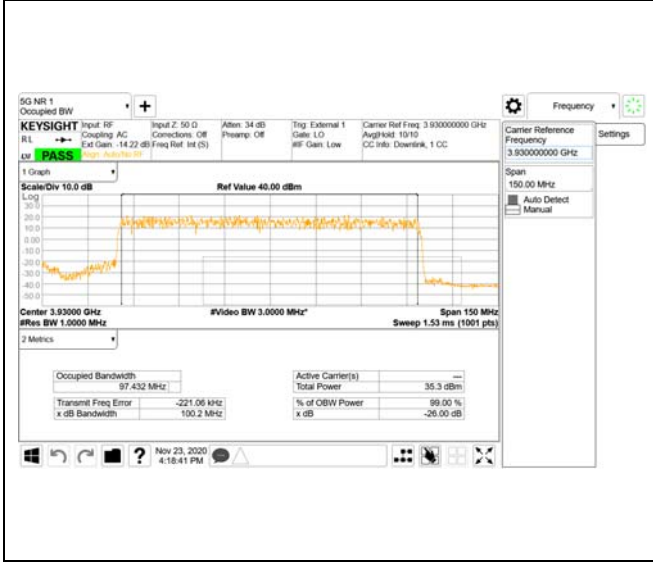 5G NR 1
Occupied BW
Frequency
KEYSIGHT
R L
PASS
Input: RF
Coupling: AC
Ext Gain: -14.22 dB
Align: Auto/No RF
Input Z: 50 Ω
Corrections: Off
Freq Ref: Int (S)
Atten: 34 dB
Preamp: Off
Trig: External 1
Gate: LO
#IF Gain: Low
Carrier Ref Freq: 3.930000000 GHz
Avg|Hold: 10/10
CC Info: Downlink, 1 CC
Carrier Reference
Frequency
3.930000000 GHz
Settings
Span
150.00 MHz
Auto Detect
Manual
1 Graph
Scale/Div 10.0 dB
Ref Value 40.00 dBm
Log
30.0
20.0
10.0
0.00
-10.0
-20.0
-30.0
-40.0
-50.0
Center 3.93000 GHz
#Video BW 3.0000 MHz*
Span 150 MHz
#Res BW 1.0000 MHz
Sweep 1.53 ms (1001 pts)
2 Metrics
Occupied Bandwidth
97.432 MHz
Active Carrier(s)
---
Total Power
35.3 dBm
Transmit Freq Error
-221.06 kHz
% of OBW Power
99.00 %
x dB Bandwidth
100.2 MHz
x dB
-26.00 dB
?
Nov 23, 2020
4:18:41 PM